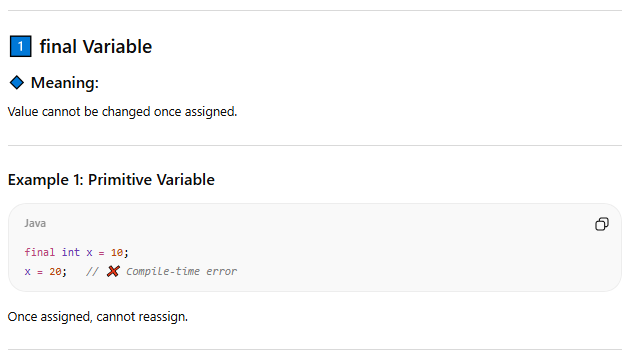 1 final Variable
Meaning:
Value cannot be changed once assigned.
Example 1: Primitive Variable
Java
final int x = 10;
x = 20;   // ❌ Compile-time error
Once assigned, cannot reassign.